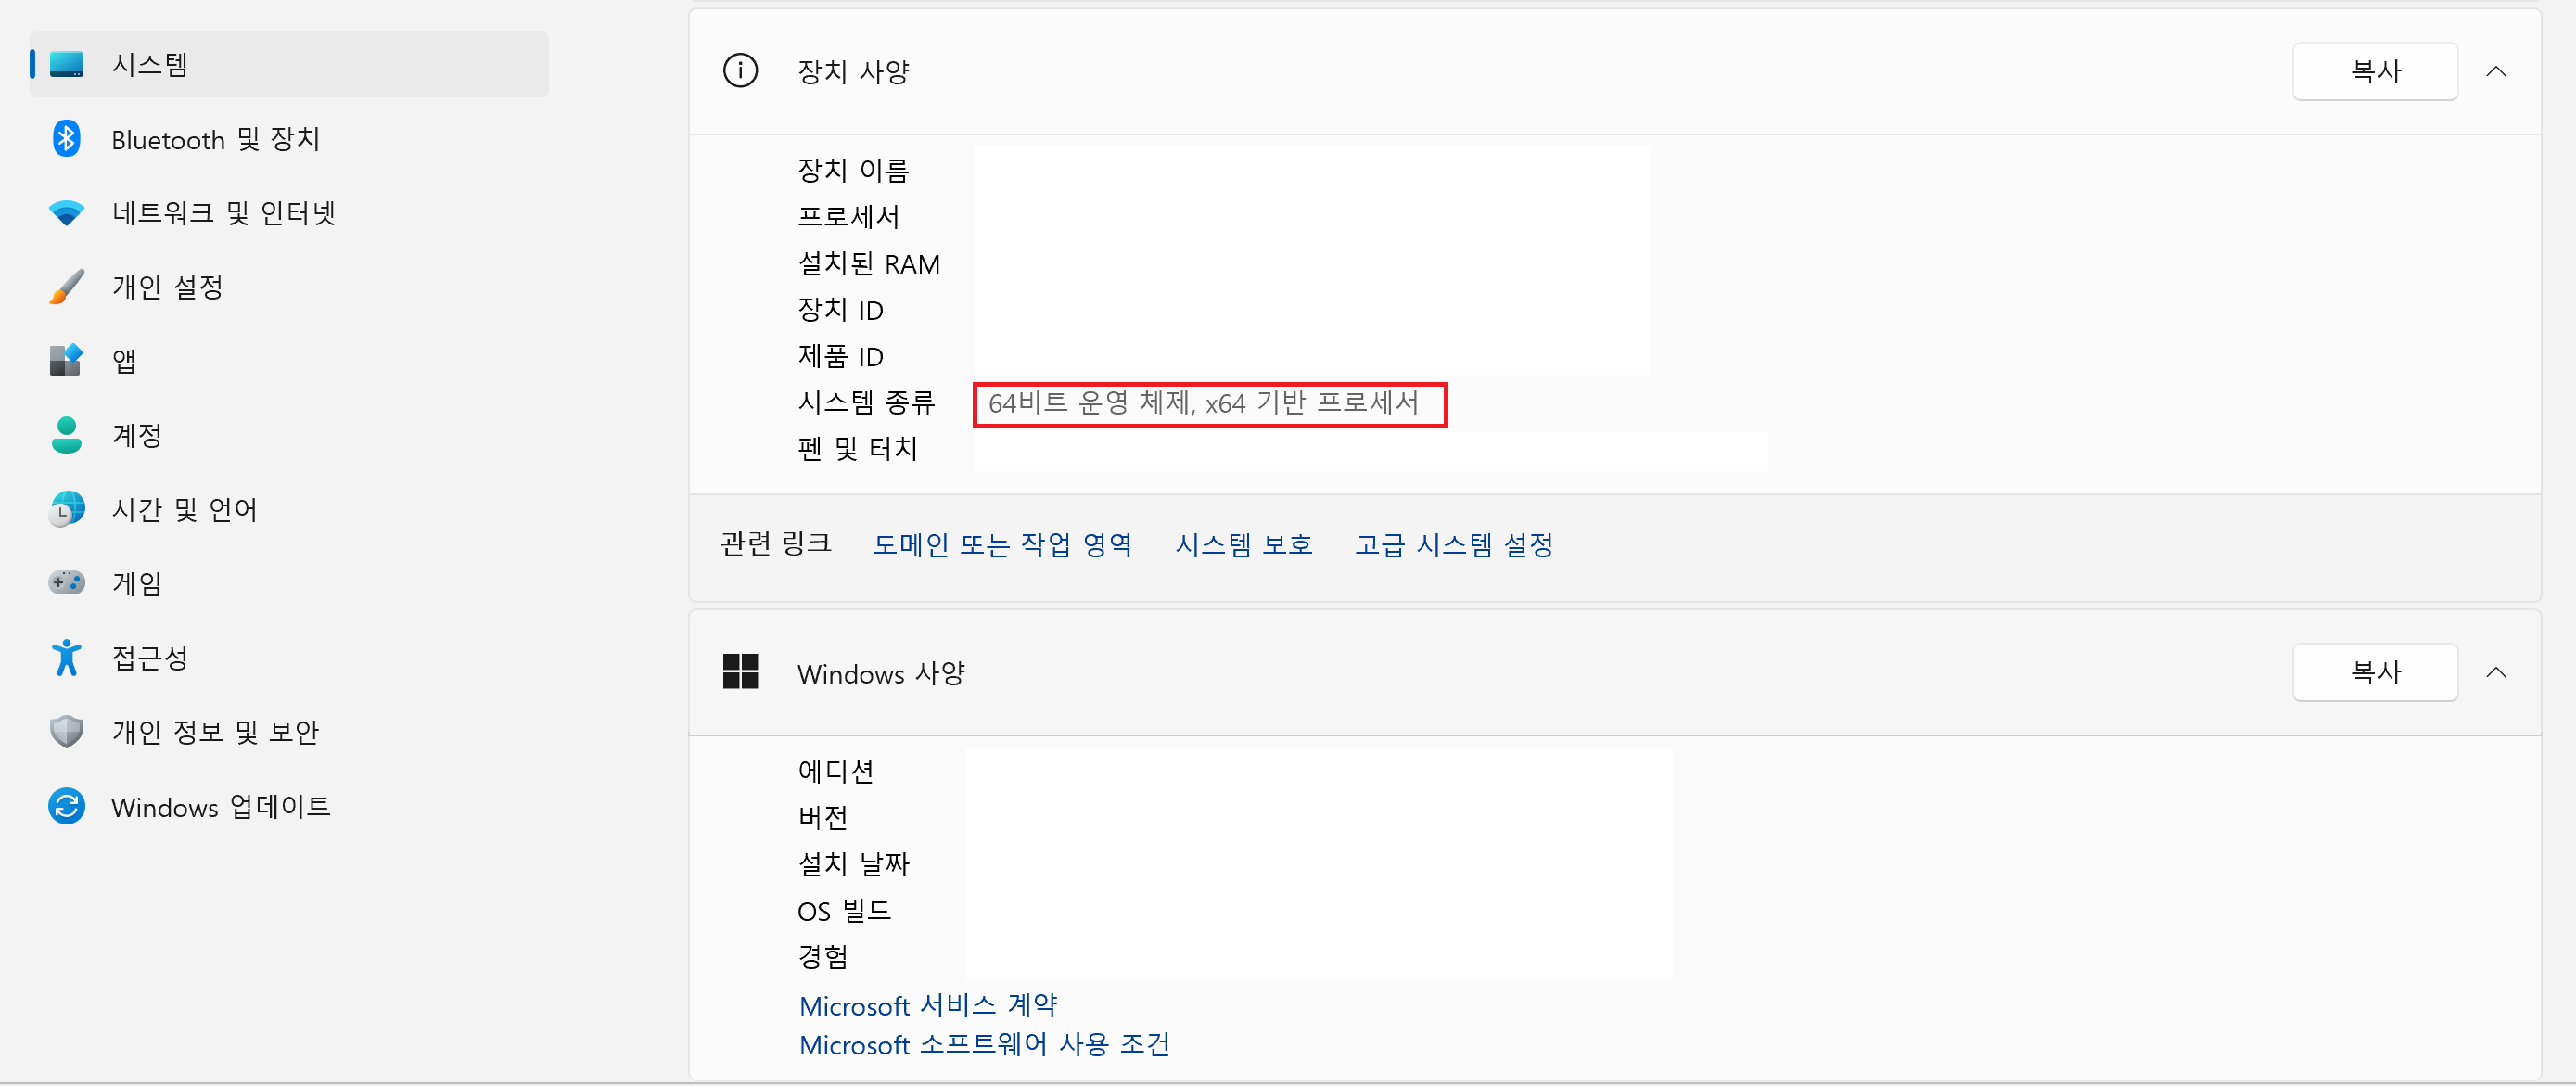 시스템
Bluetooth 및 장치
네트워크 및 인터넷
개인 설정
앱
계정
시간 및 언어
게임
접근성
개인 정보 및 보안
Windows 업데이트
장치 사양
복사
장치 이름
프로세서
설치된 RAM
장치 ID
제품 ID
시스템 종류 64비트 운영 체제, x64 기반 프로세서
펜 및 터치
관련 링크 도메인 또는 작업 영역 시스템 보호 고급 시스템 설정
Windows 사양
복사
에디션
버전
설치 날짜
OS 빌드
경험
Microsoft 서비스 계약
Microsoft 소프트웨어 사용 조건